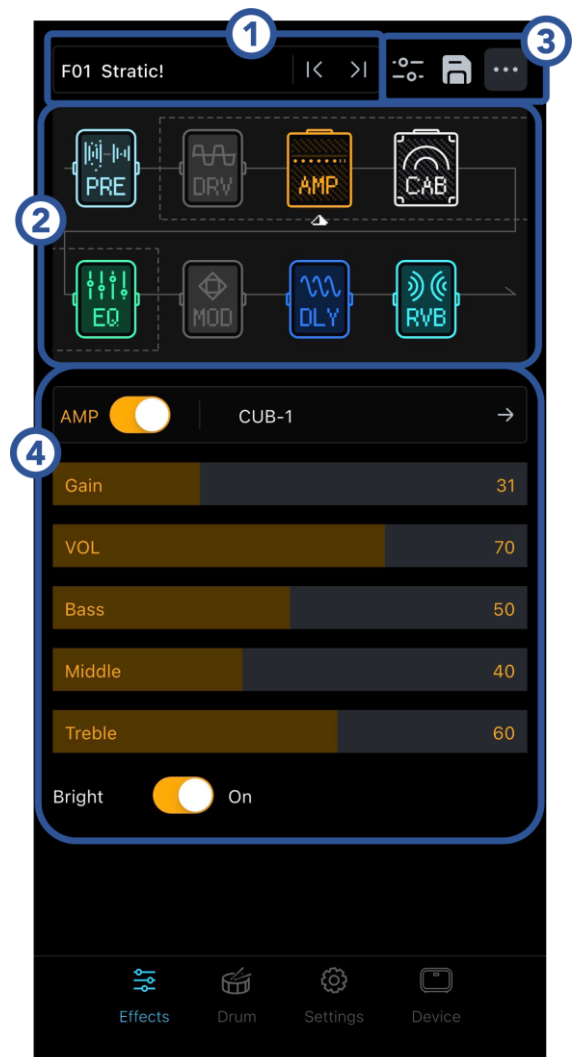 1
3
F01 Stratic!
2
PRE DRV AMP CAB
EQ MOD DLY RVB
4
AMP CUB-1 →
Gain 31
VOL 70
Bass 50
Middle 40
Treble 60
Bright On
Effects Drum Settings Device